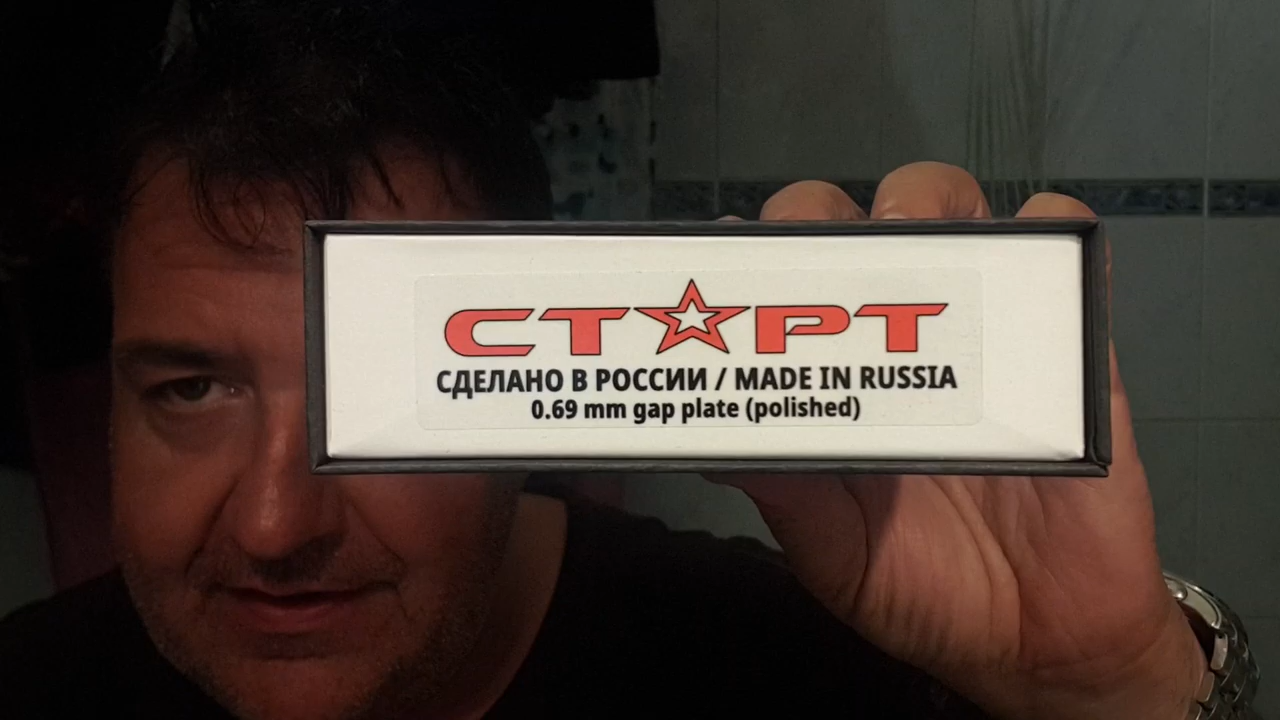 СТАРТ
СДЕЛАНО В РОССИИ / MADE IN RUSSIA
0.69 mm gap plate (polished)